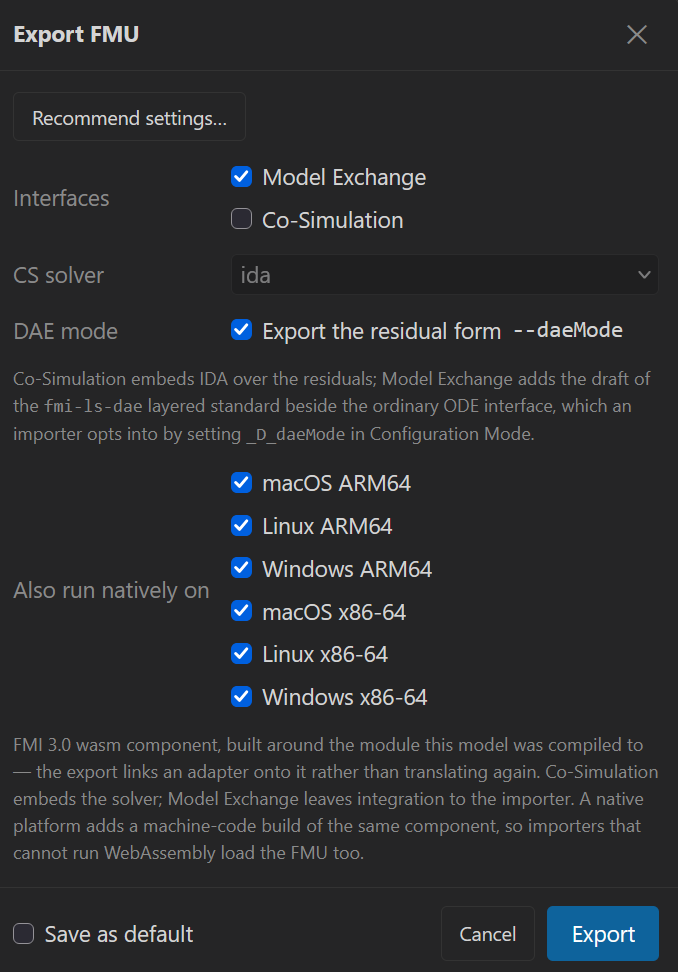 Export FMU
Recommend settings...
Interfaces
Model Exchange
Co-Simulation
CS solver
ida
DAE mode
Export the residual form --daeMode
Co-Simulation embeds IDA over the residuals; Model Exchange adds the draft of
the fmi-ls-dae layered standard beside the ordinary ODE interface, which an
importer opts into by setting _D_daeMode in Configuration Mode.
Also run natively on
macOS ARM64
Linux ARM64
Windows ARM64
macOS x86-64
Linux x86-64
Windows x86-64
FMI 3.0 wasm component, built around the module this model was compiled to
— the export links an adapter onto it rather than translating again. Co-Simulation
embeds the solver; Model Exchange leaves integration to the importer. A native
platform adds a machine-code build of the same component, so importers that
cannot run WebAssembly load the FMU too.
Save as default
Cancel
Export